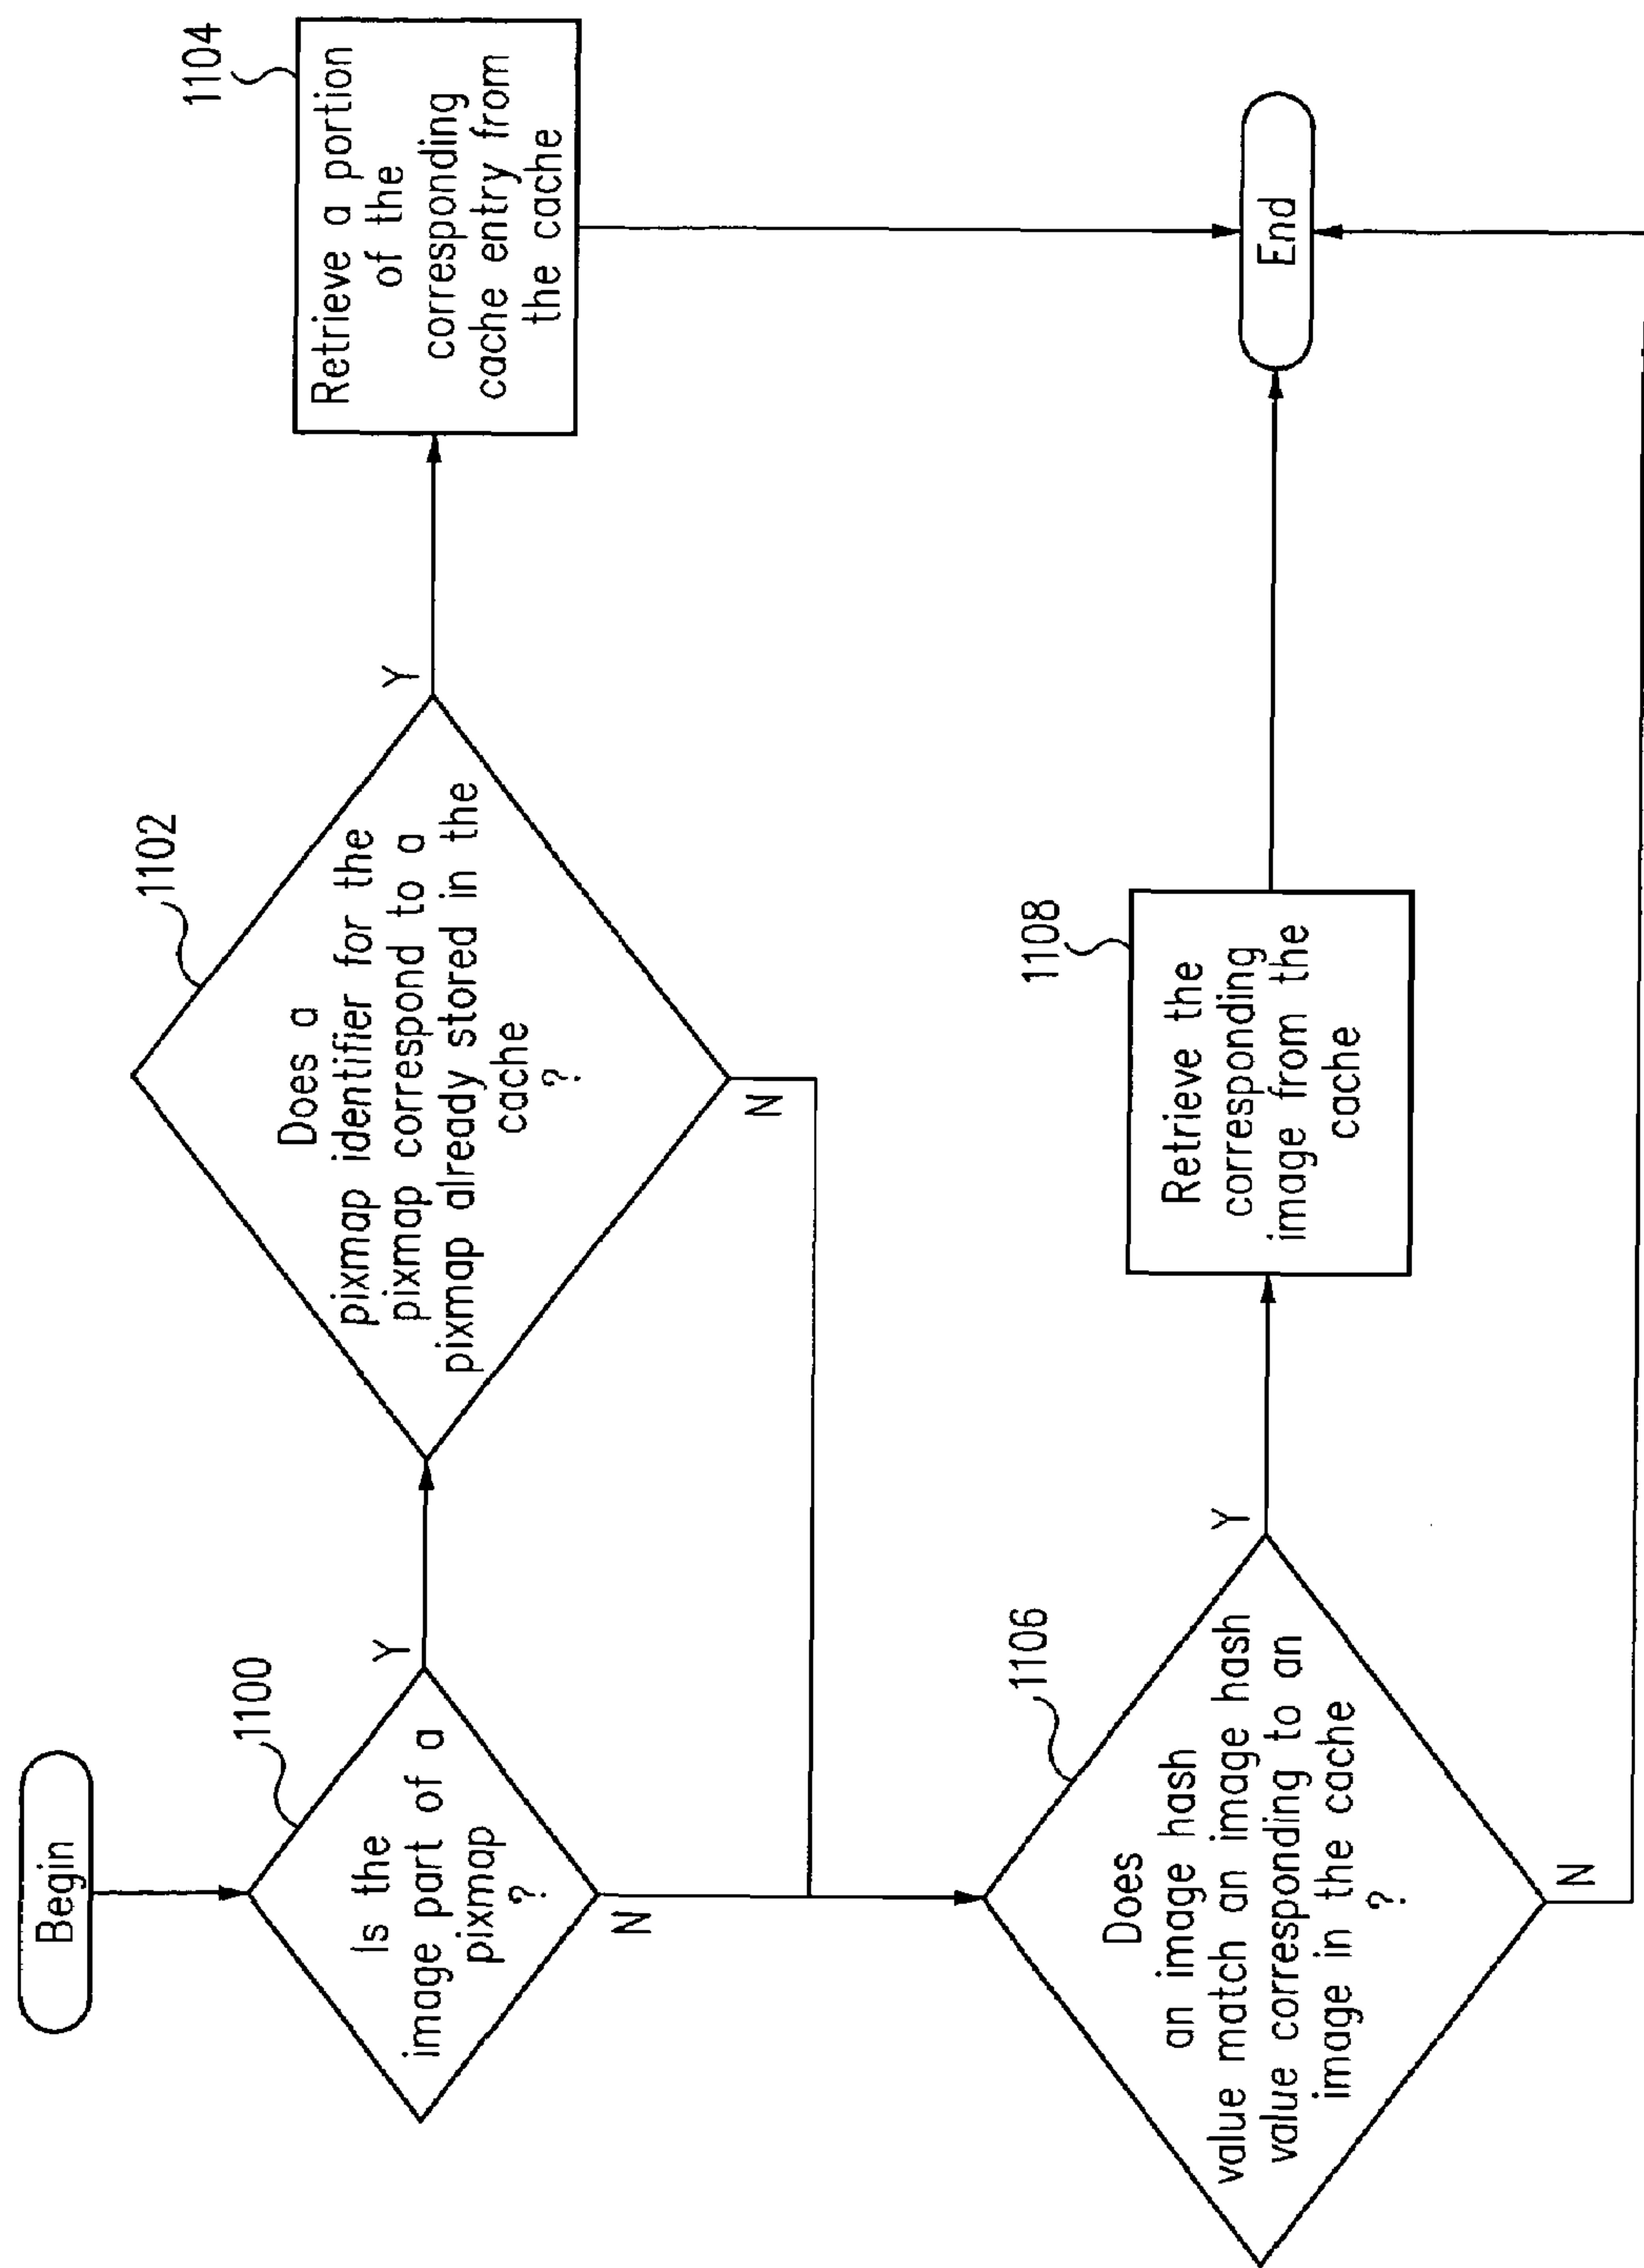 Begin
1100
Is the
image part of a
pixmap
?
Y
N
1102
Does a
pixmap identifier for the
pixmap correspond to a
pixmap already stored in the
cache
?
Y
N
1104
Retrieve a portion
of the
corresponding
cache entry from
the cache
1106
Does
an image hash
value match an image hash
value corresponding to an
image in the cache
?
Y
N
1108
Retrieve the
corresponding
image from the
cache
End